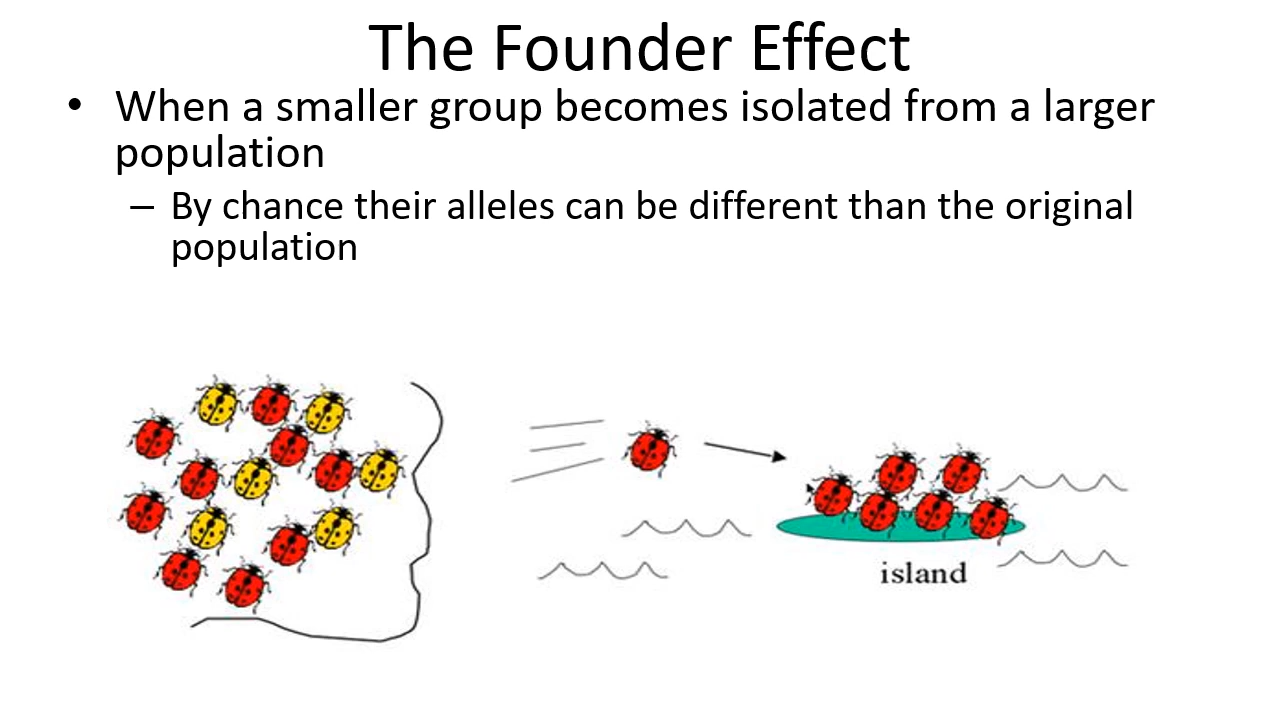 The Founder Effect
• When a smaller group becomes isolated from a larger
population
– By chance their alleles can be different than the original
population
island